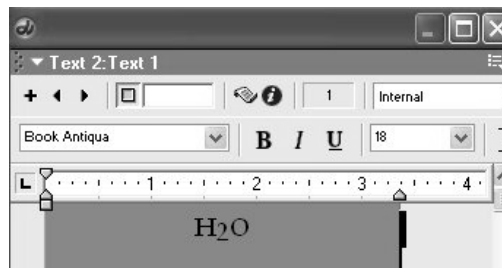 Text 2:Text 1
1 Internal
Book Antiqua B I U 18
L 1 2 3 4
H₂O